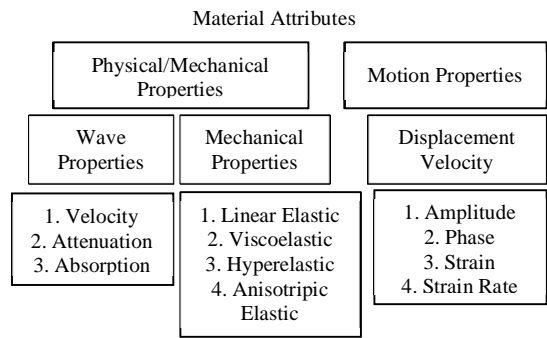 Material Attributes
Physical/Mechanical
Properties
Motion Properties
Wave
Properties
Mechanical
Properties
Displacement
Velocity
1. Velocity
2. Attenuation
3. Absorption
1. Linear Elastic
2. Viscoelastic
3. Hyperelastic
4. Anisotripic
Elastic
1. Amplitude
2. Phase
3. Strain
4. Strain Rate